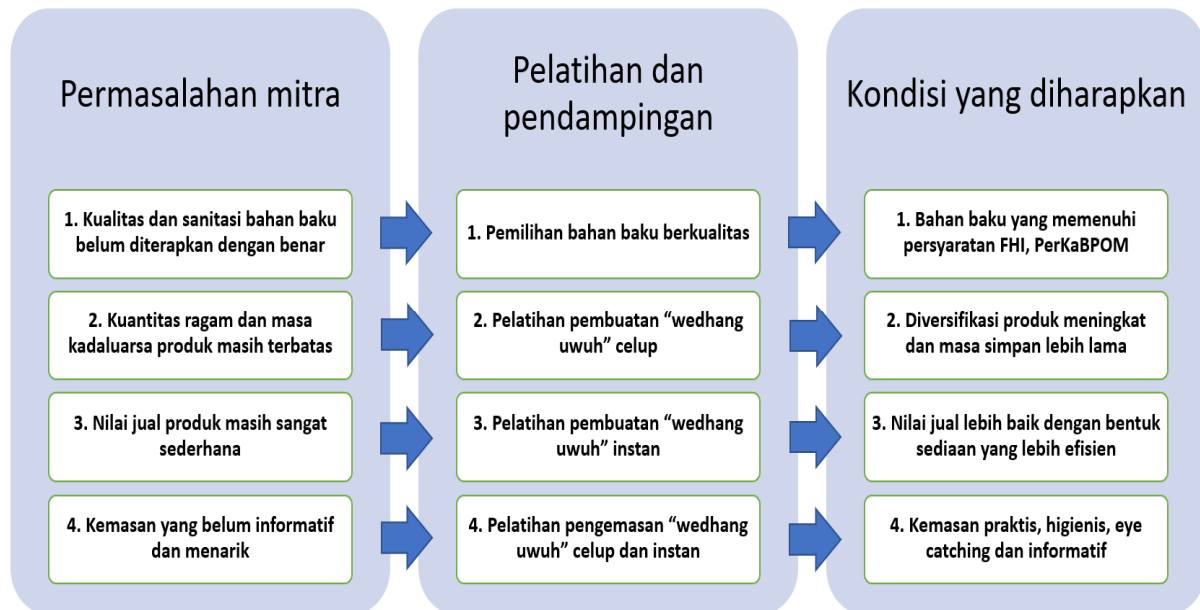 Permasalahan mitra
1. Kualitas dan sanitasi bahan baku
belum diterapkan dengan benar
2. Kuantitas ragam dan masa
kadaluarsa produk masih terbatas
3. Nilai jual produk masih sangat
sederhana
4. Kemasan yang belum informatif
dan menarik
Pelatihan dan
pendampingan
1. Pemilihan bahan baku berkualitas
2. Pelatihan pembuatan “wedhang
uwuh” celup
3. Pelatihan pembuatan “wedhang
uwuh” instan
4. Pelatihan pengemasan “wedhang
uwuh” celup dan instan
Kondisi yang diharapkan
1. Bahan baku yang memenuhi
persyaratan FHI, PerKaBPOM
2. Diversifikasi produk meningkat
dan masa simpan lebih lama
3. Nilai jual lebih baik dengan bentuk
sediaan yang lebih efisien
4. Kemasan praktis, higienis, eye
catching dan informatif